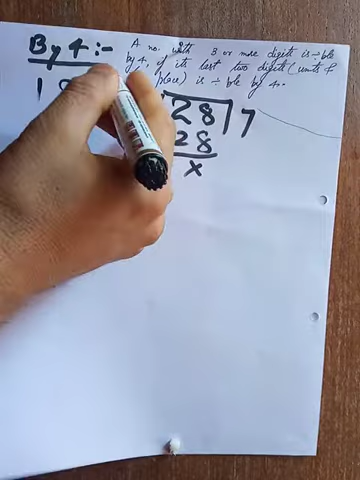 By 4:- A no. with 3 or more digits is ÷ble
by 4, if its last two digits (units &
place) is ÷ble by 4..
1 28 7
28
x